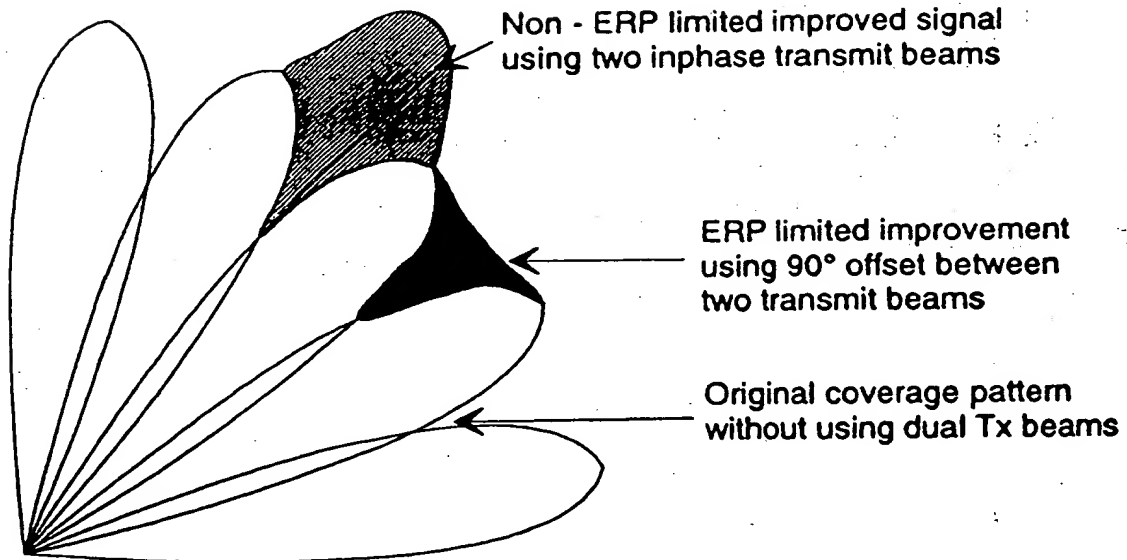 Non - ERP limited improved signal
using two inphase transmit beams
ERP limited improvement
using 90° offset between
two transmit beams
Original coverage pattern
without using dual Tx beams